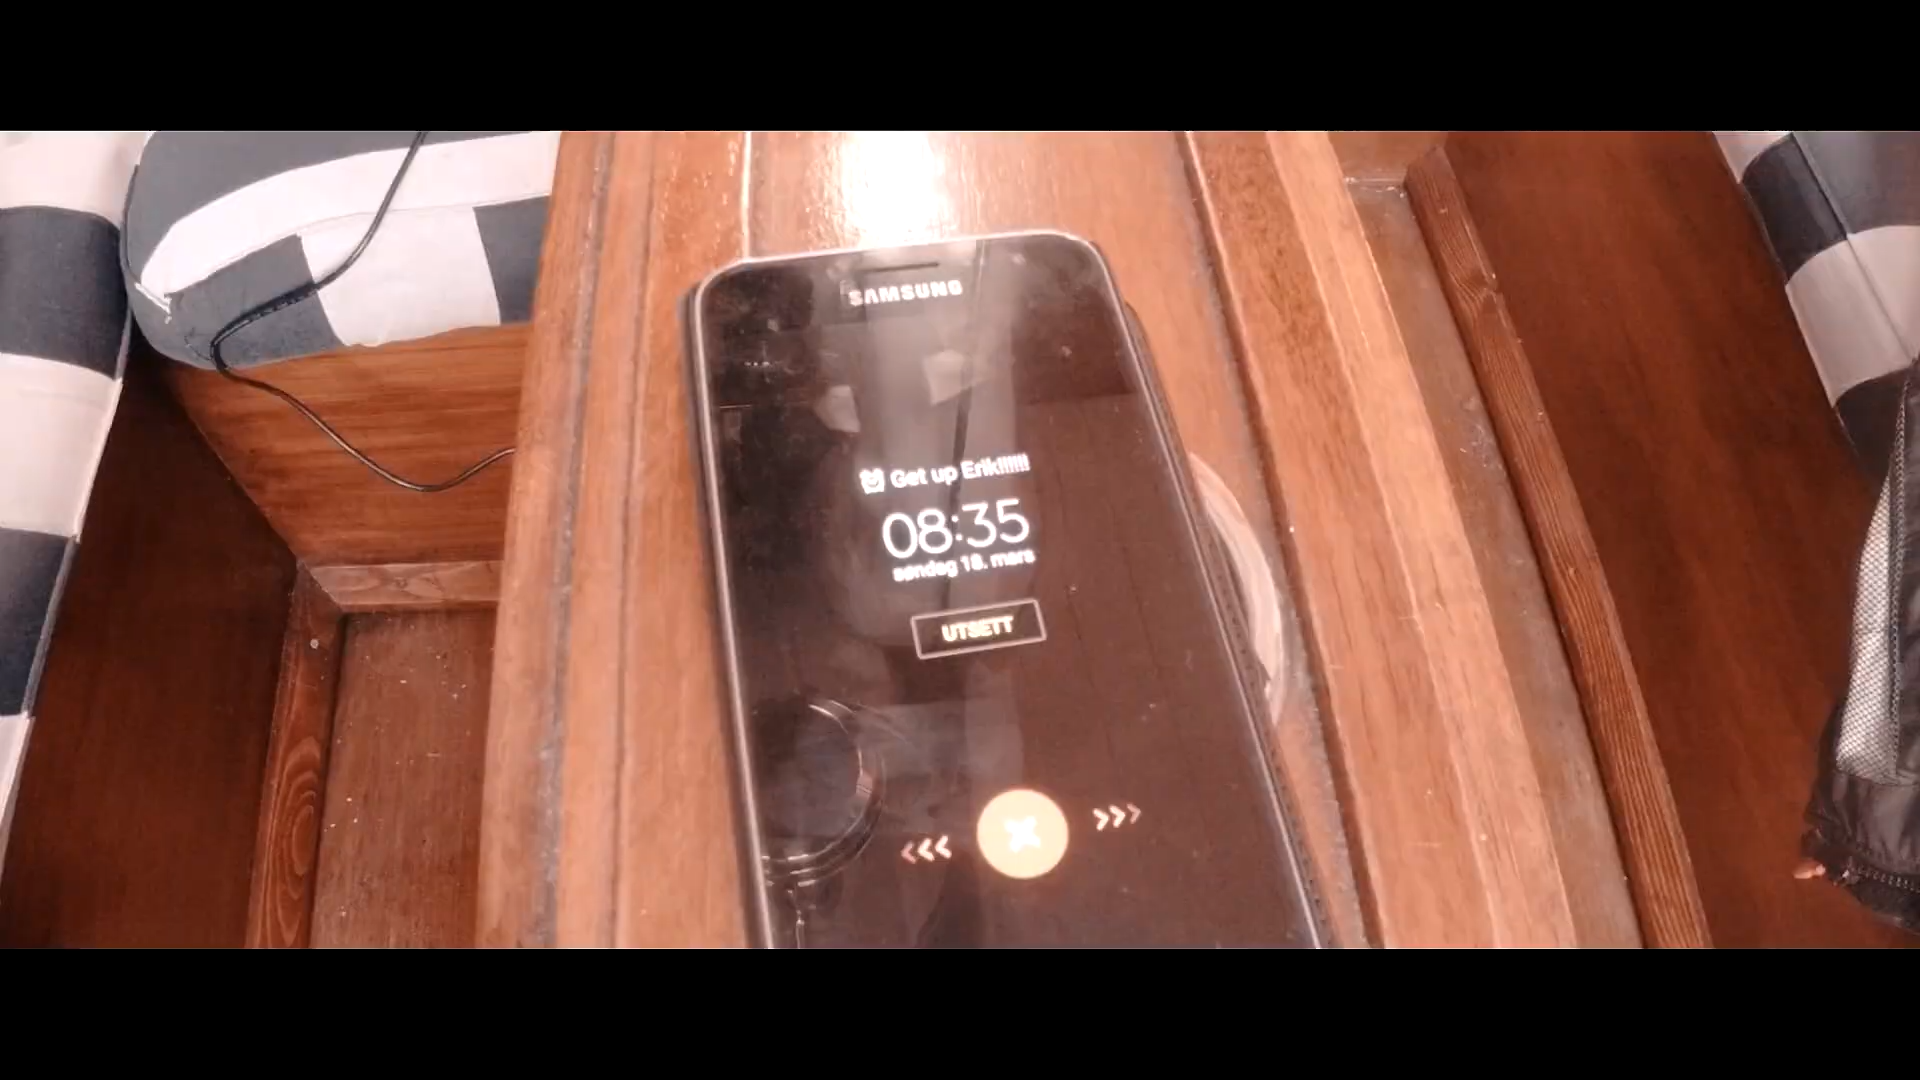 SAMSUNG
Get up Erik!!!!!!
08:35
søndag 18. mars
UTSETT